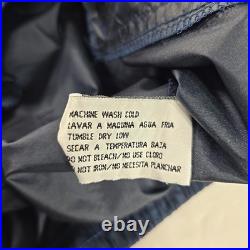 MACHINE WASH COLD
LAVAR A MAQUINA AGUA FRIA
TUMBLE DRY LOW
SECAR A TEMPERATURA BAJA
DO NOT BLEACH/NO USE CLORO
DO NOT IRON/NO NECESITA PLANCHAR